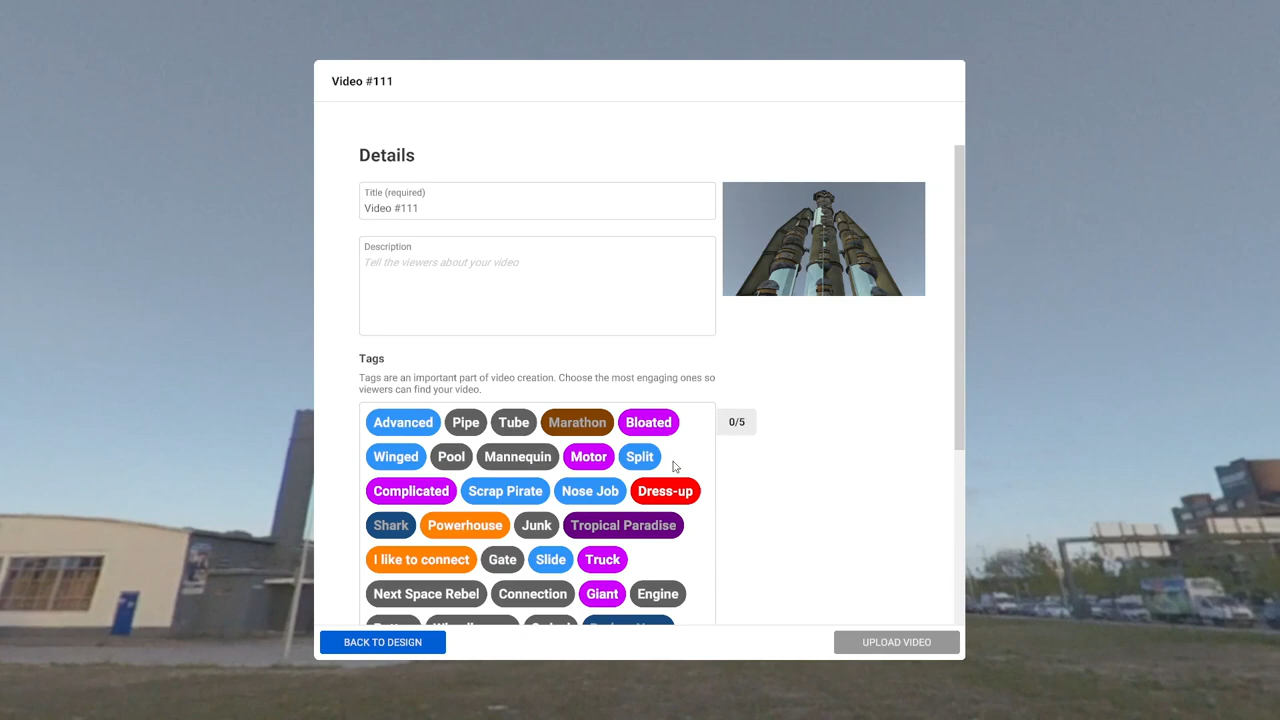 Video #111
Details
Title (required)
Video #111
Description
Tell the viewers about your video
Tags
Tags are an important part of video creation. Choose the most engaging ones so
viewers can find your video.
Advanced Pipe Tube Marathon Bloated 0/5
Winged Pool Mannequin Motor Split
Complicated Scrap Pirate Nose Job Dress-up
Shark Powerhouse Junk Tropical Paradise
I like to connect Gate Slide Truck
Next Space Rebel Connection Giant Engine
BACK TO DESIGN UPLOAD VIDEO